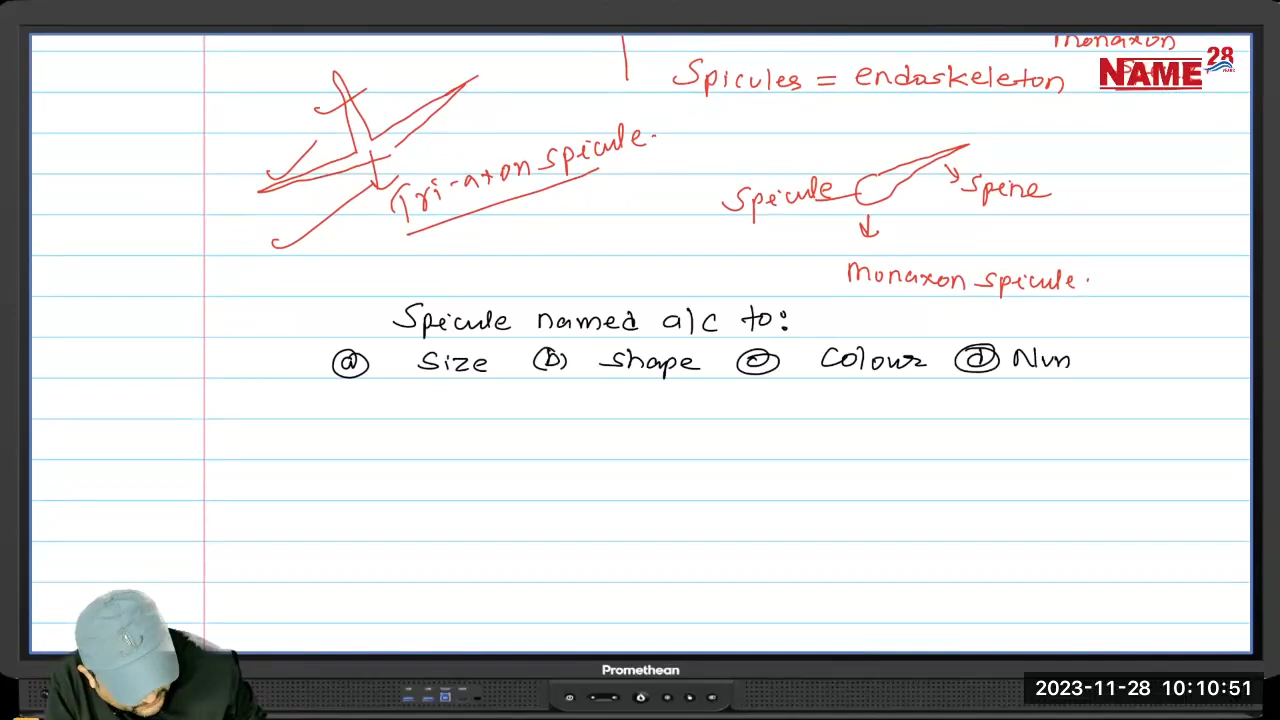 monaxon
NAME 28
Spicules = endoskeleton
Tri-axon spicule.
Spicule
Spine
Monaxon spicule.
Spicule named a/c to:
(a) Size (b) shape (c) Colour (d) Num
Promethean
2023-11-28 10:10:51